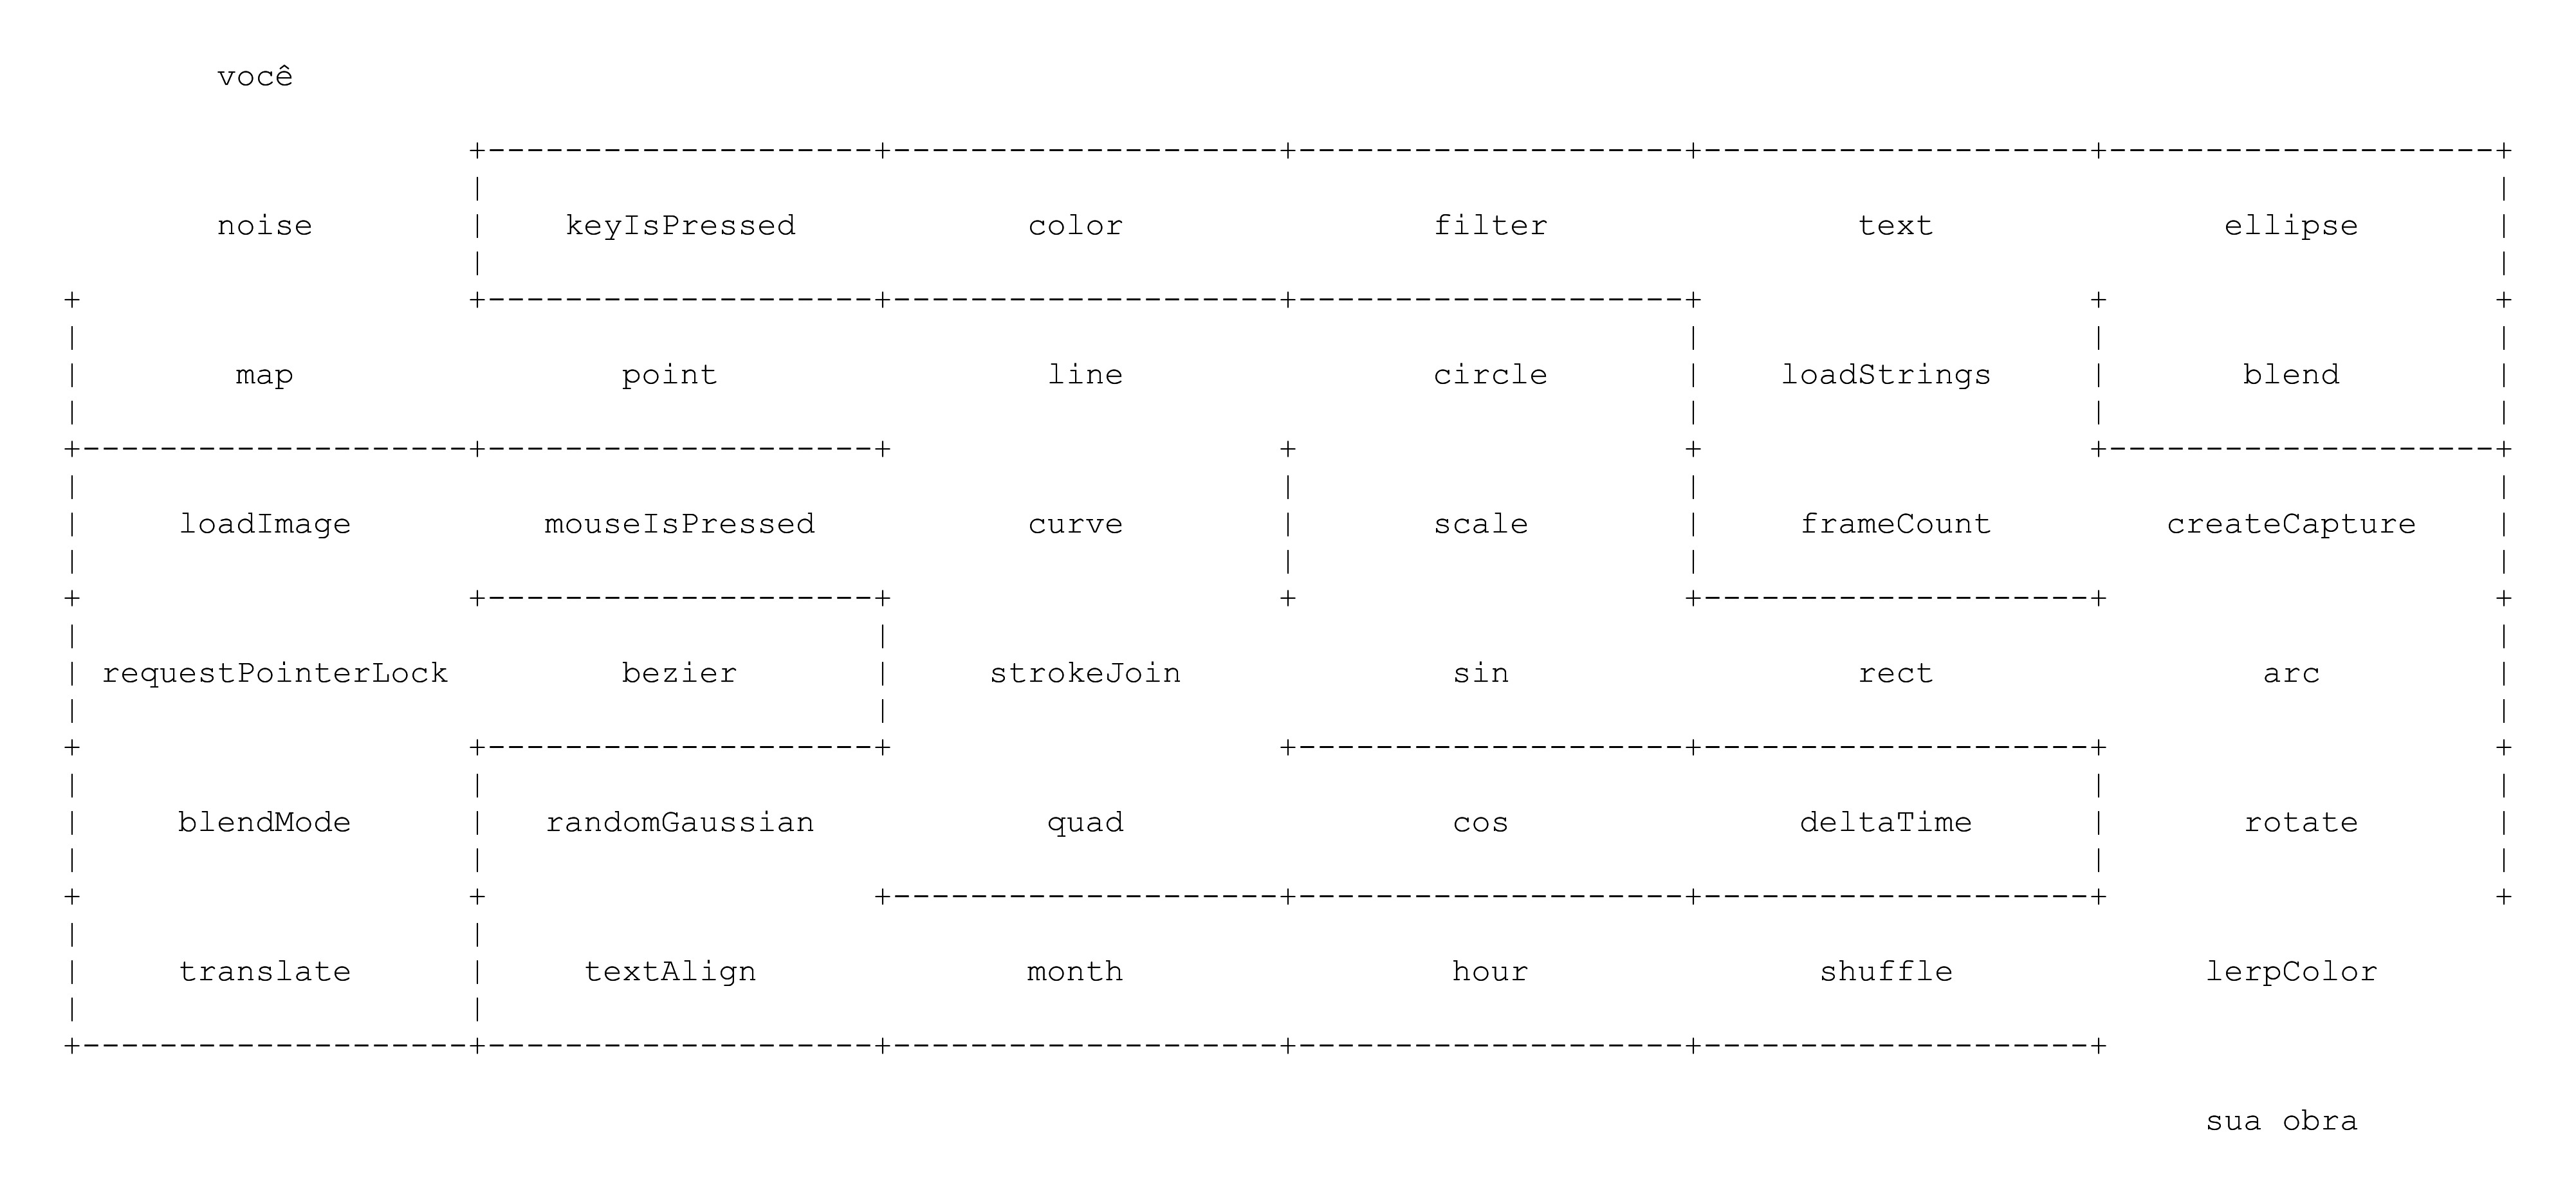 você
noise keyIsPressed color filter text ellipse
map point line circle loadStrings blend
loadImage mouseIsPressed curve scale frameCount createCapture
requestPointerLock bezier strokeJoin sin rect arc
blendMode randomGaussian quad cos deltaTime rotate
translate textAlign month hour shuffle lerpColor
sua obra